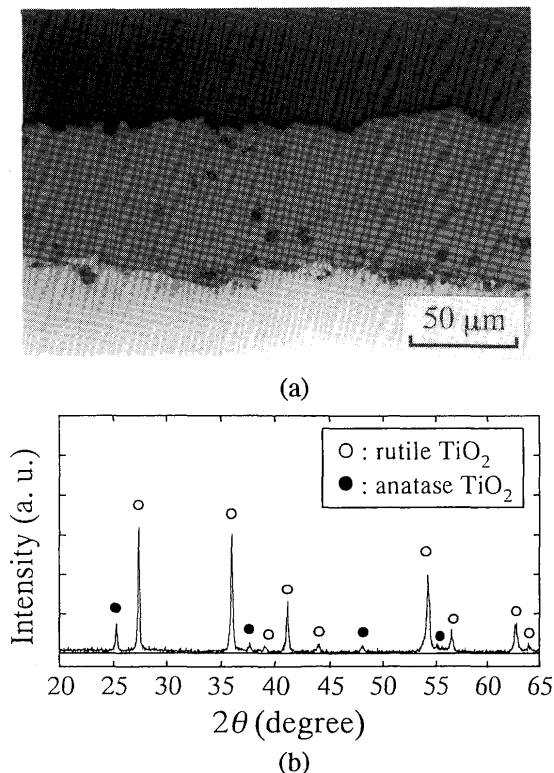 50 μm
(a)
Intensity (a. u.)
○ : rutile TiO₂
● : anatase TiO₂
20 25 30 35 40 45 50 55 60 65
2θ (degree)
(b)